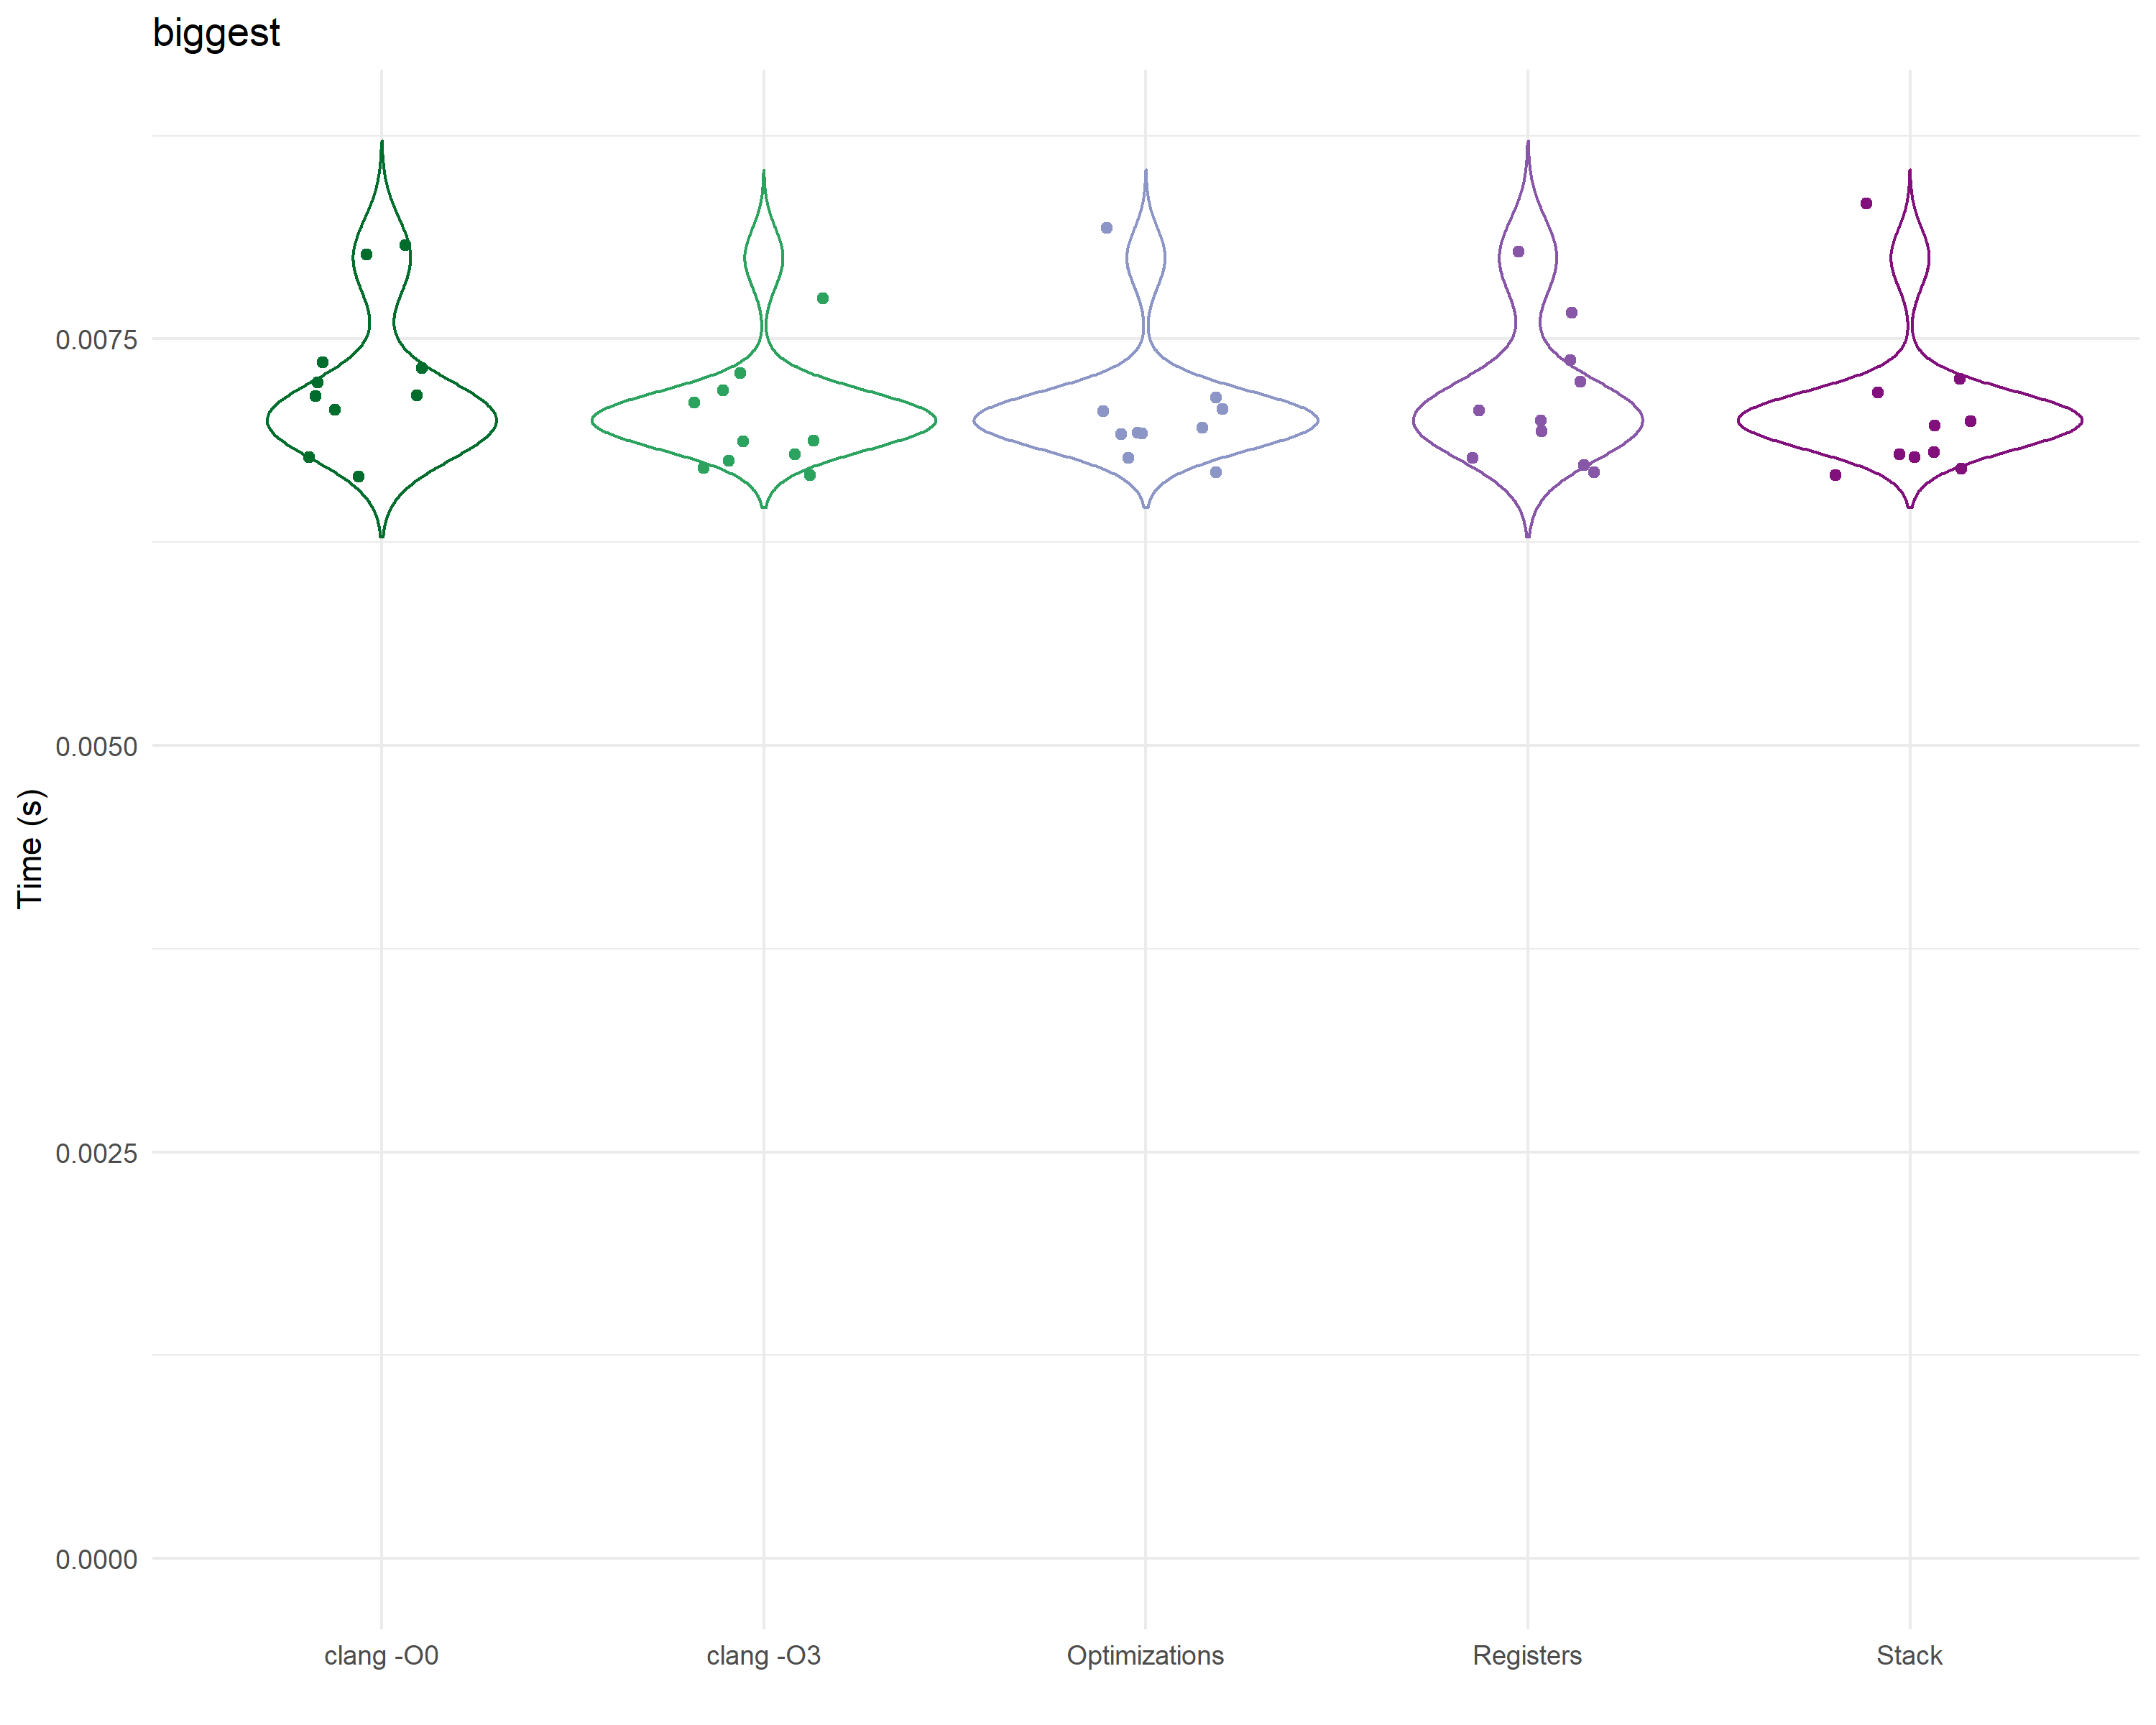 biggest
0.0075
0.0050
0.0025
0.0000
Time (s)
clang -O0
clang -O3
Optimizations
Registers
Stack